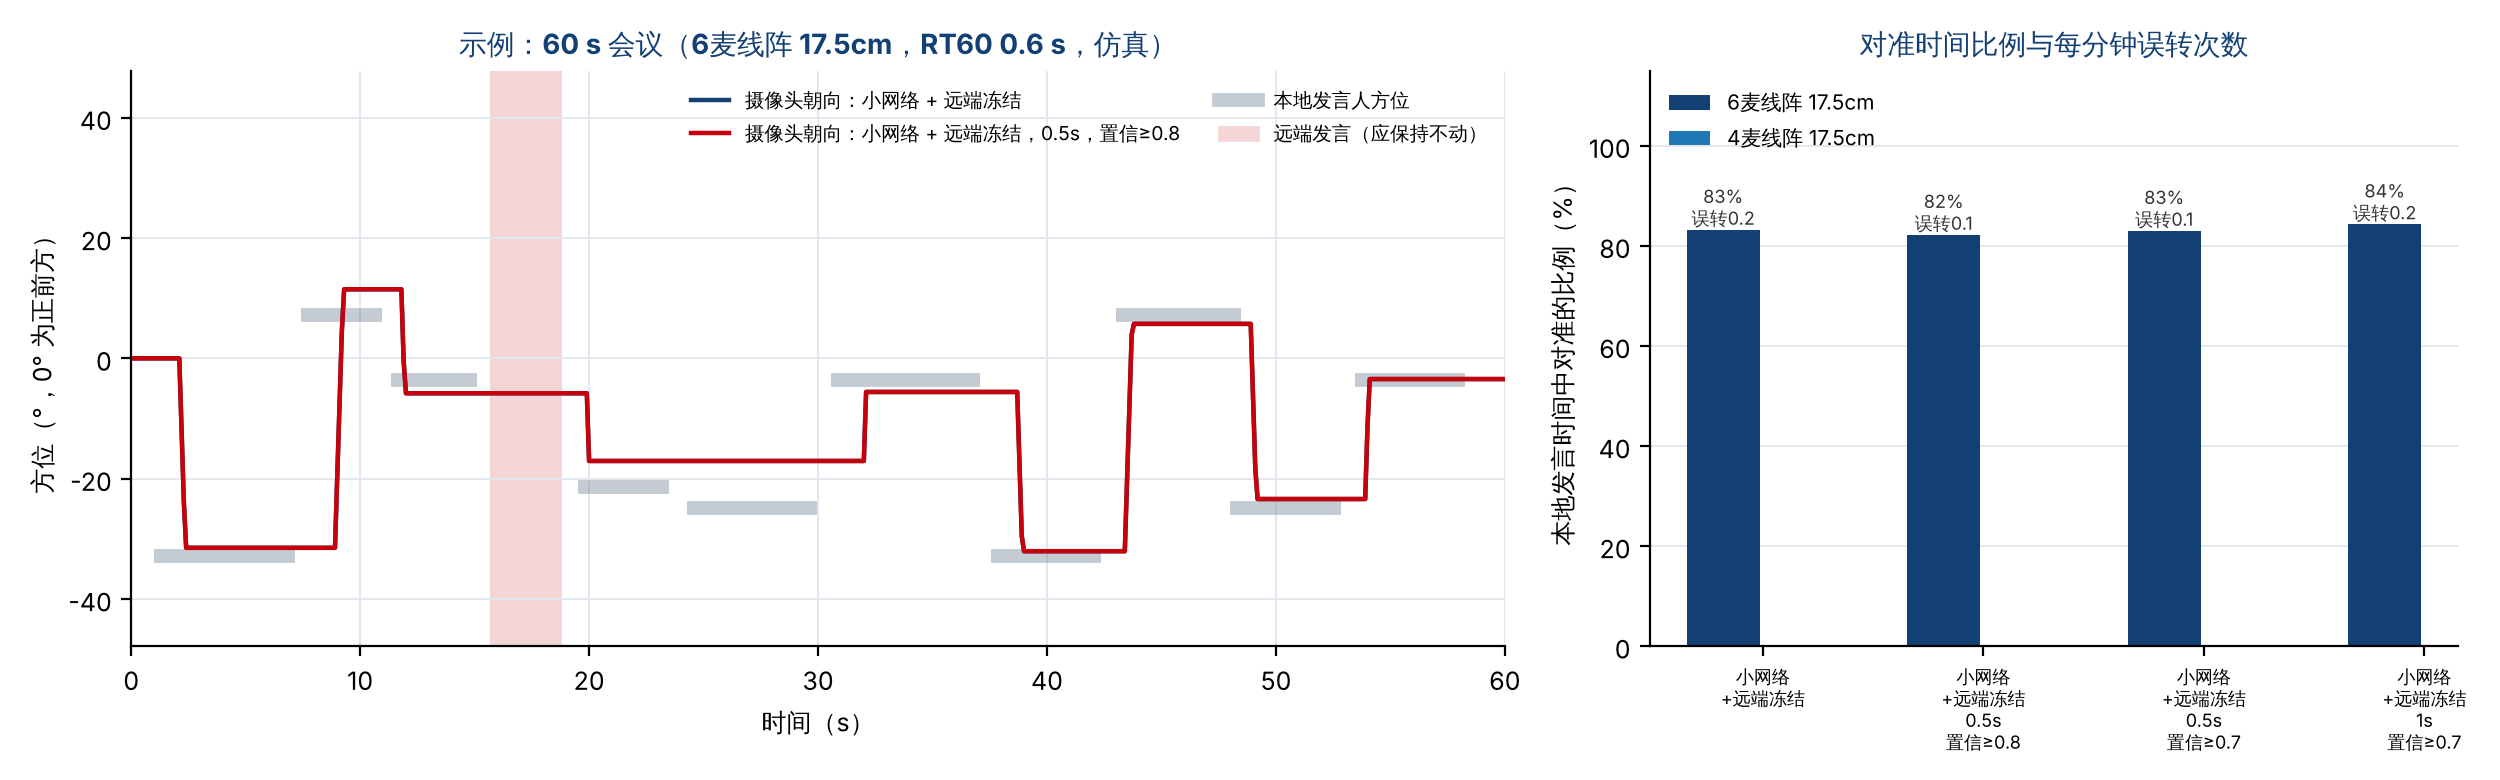 示例：60 s 会议（6麦线阵 17.5cm，RT60 0.6 s，仿真）
摄像头朝向：小网络 + 远端冻结
摄像头朝向：小网络 + 远端冻结，0.5s，置信≥0.8
本地发言人方位
远端发言（应保持不动）
方位（°，0° 为正前方）
40
20
0
-20
-40
0
10
20
30
40
50
60
时间（s）
对准时间比例与每分钟误转次数
6麦线阵 17.5cm
4麦线阵 17.5cm
本地发言时间中对准的比例（%）
100
80
60
40
20
0
83%
误转0.2
82%
误转0.1
83%
误转0.1
84%
误转0.2
小网络
+远端冻结
小网络
+远端冻结
0.5s
置信≥0.8
小网络
+远端冻结
0.5s
置信≥0.7
小网络
+远端冻结
1s
置信≥0.7